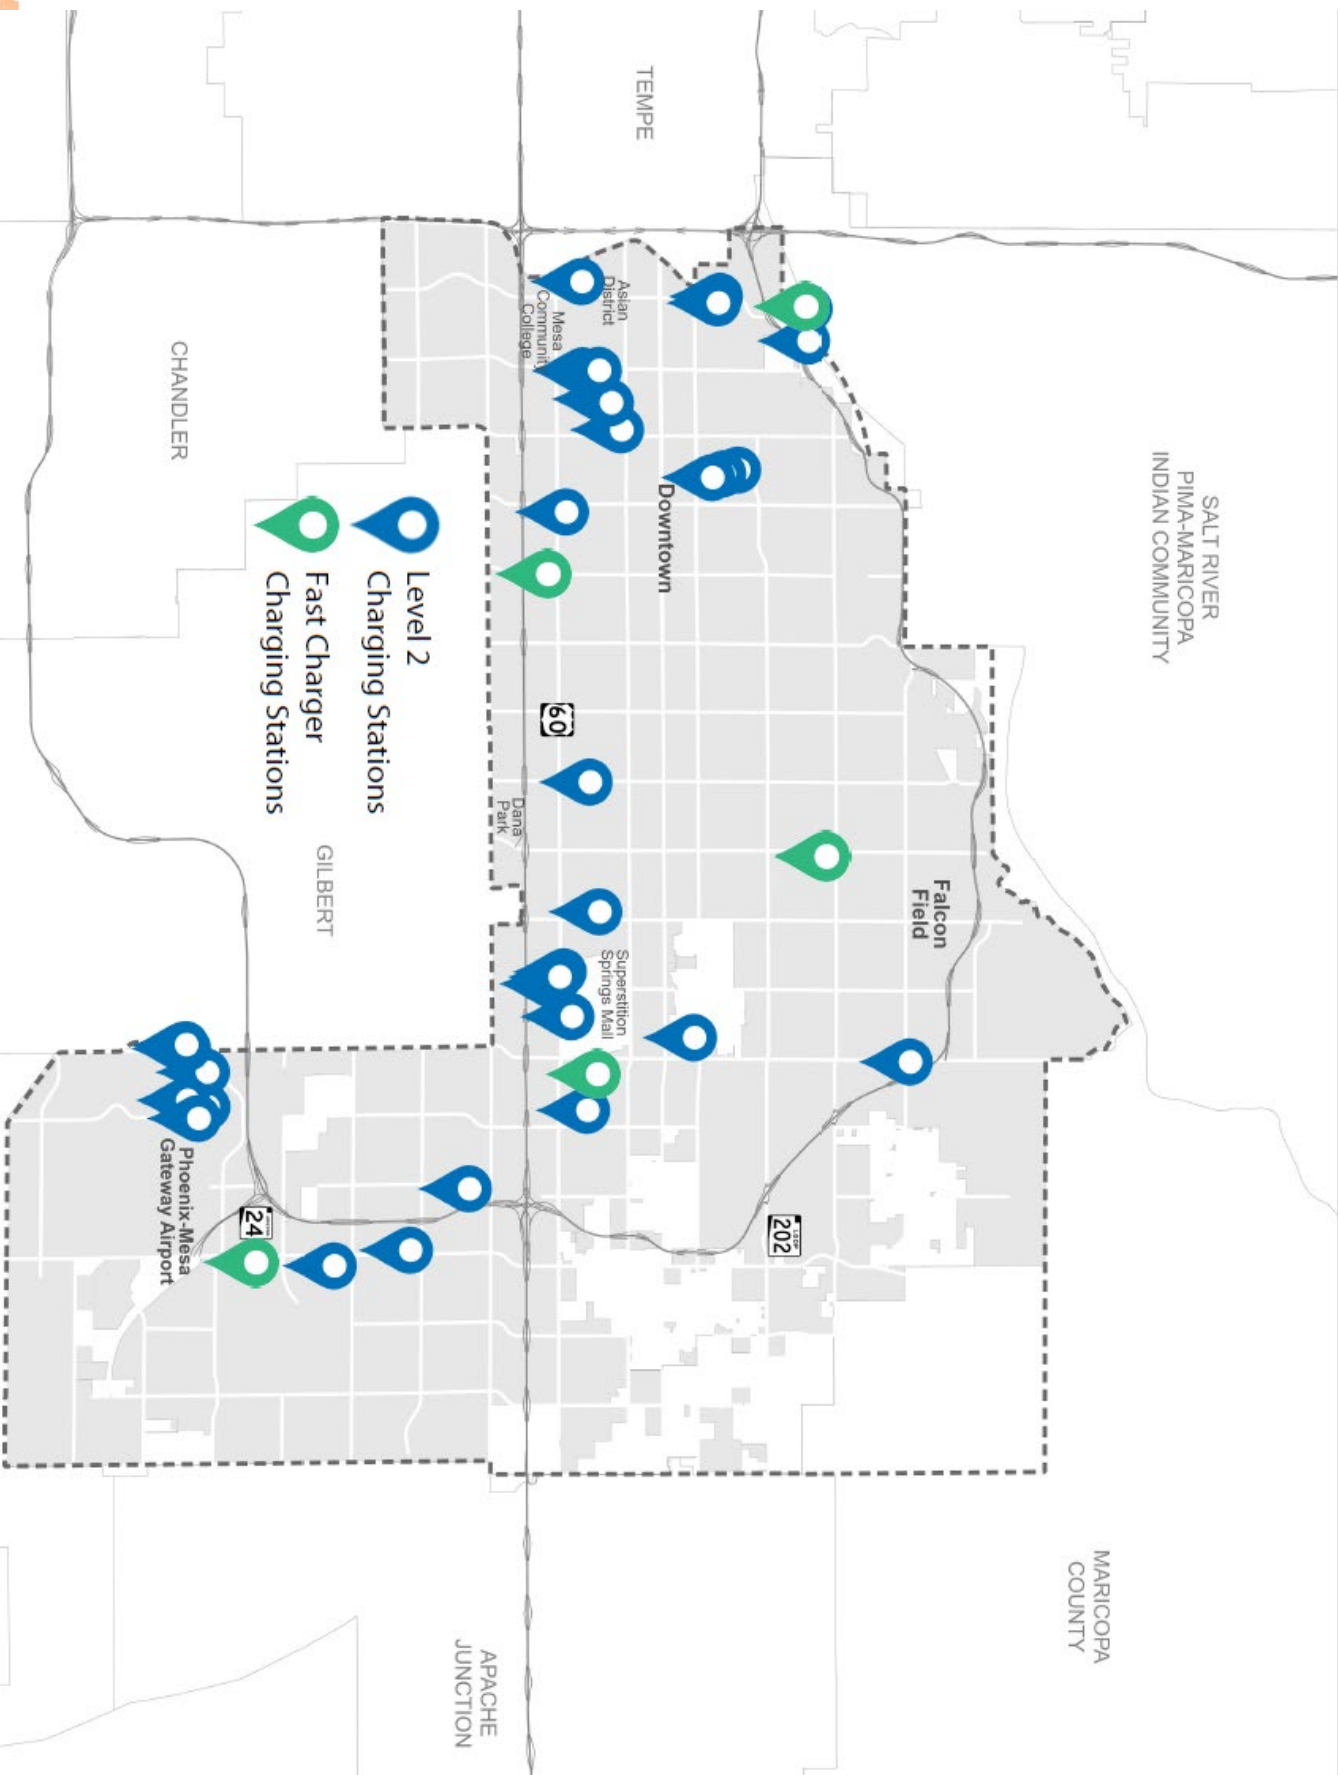 SALT RIVER
PIMA-MARICOPA
INDIAN COMMUNITY
MARICOPA
COUNTY
Falcon
Field
LOOP
202
TEMPE
Downtown
Asian
District
Superstition
Springs Mall
Mesa
Community
College
60
Dana
Park
APACHE
JUNCTION
Level 2
Charging Stations
Fast Charger
Charging Stations
GILBERT
CHANDLER
24
Phoenix-Mesa
Gateway Airport